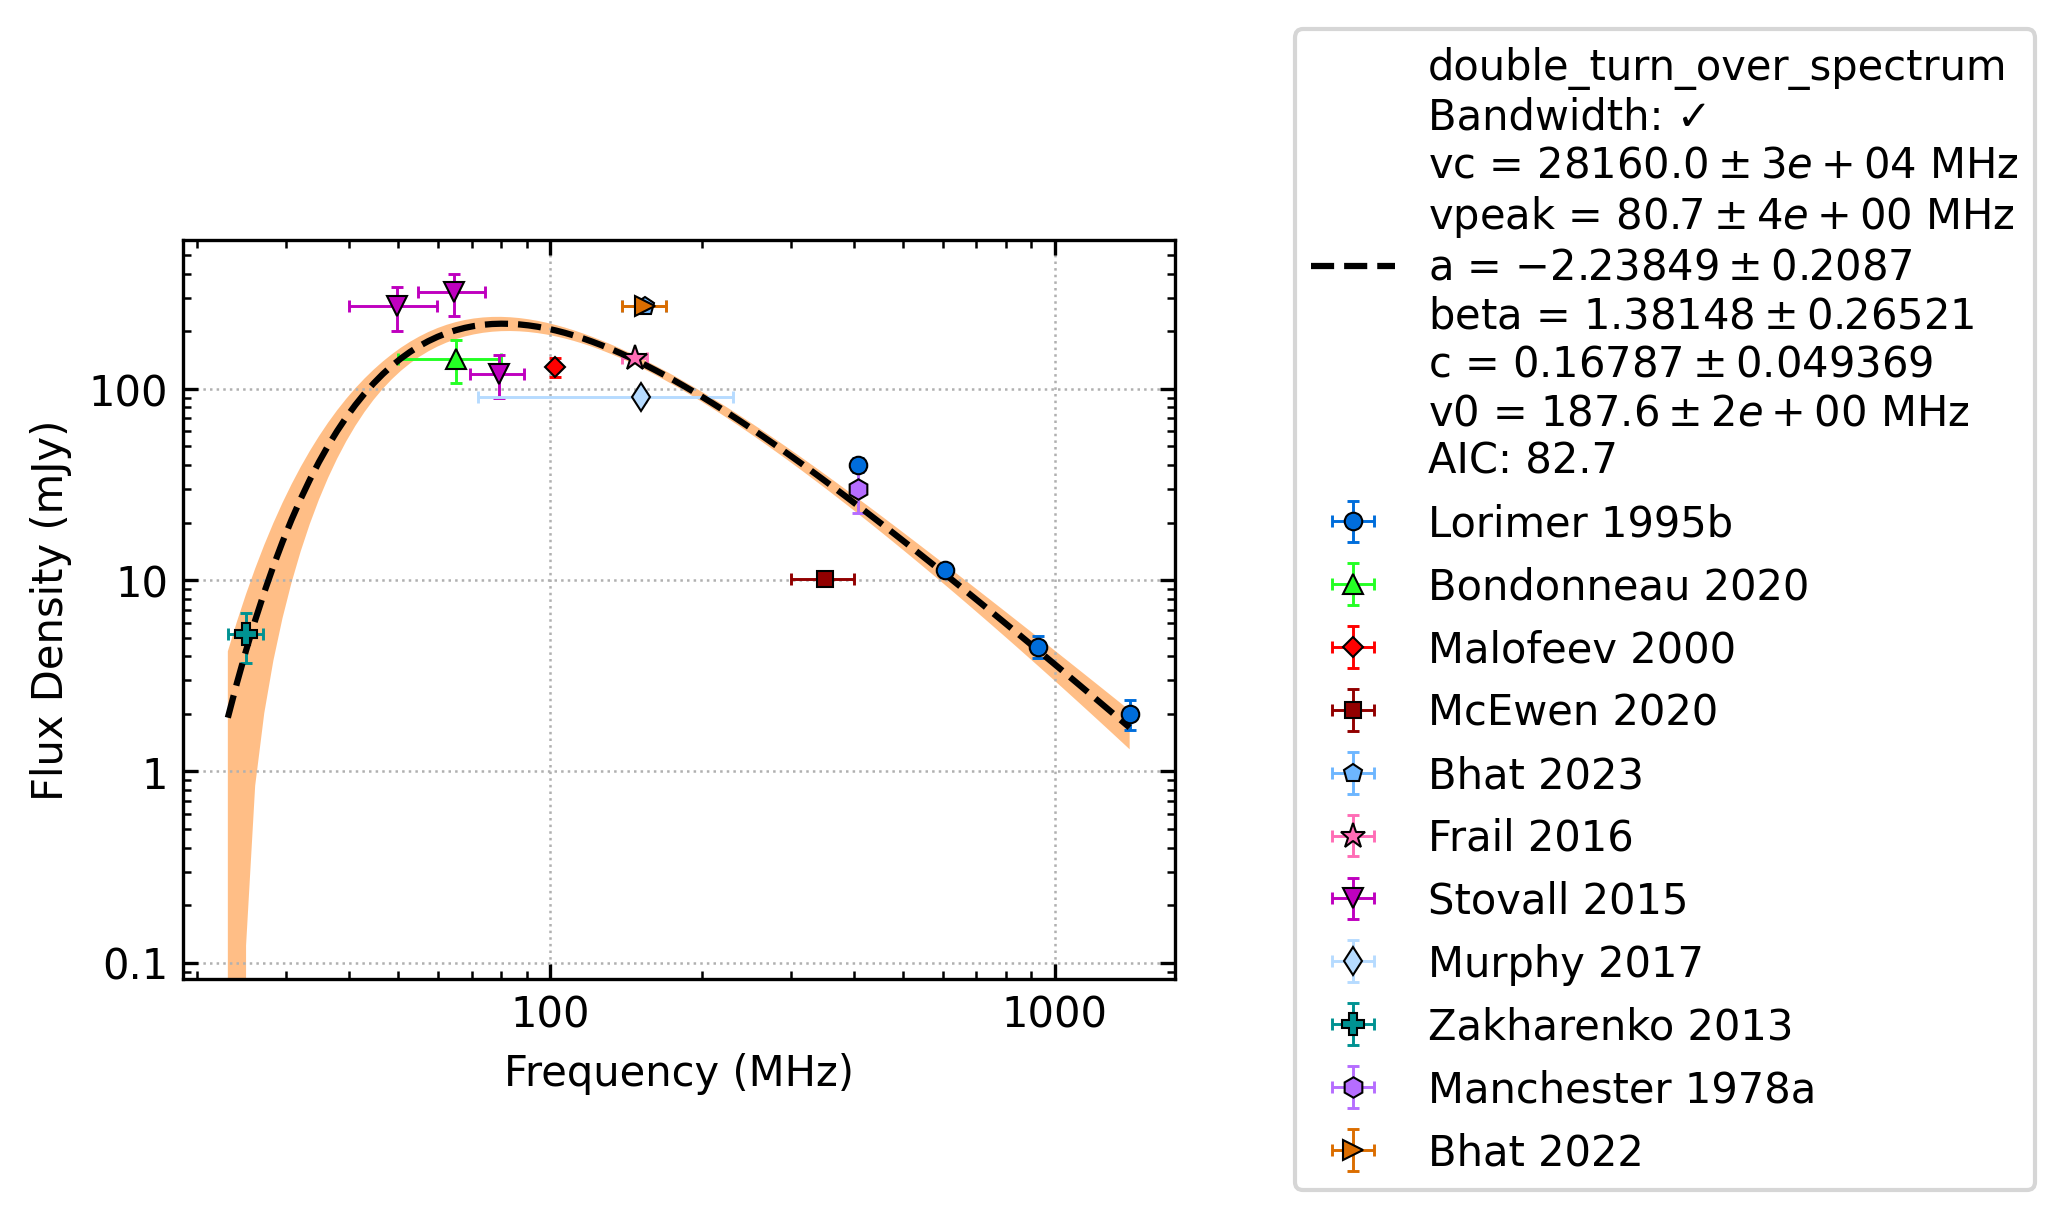 double_turn_over_spectrum
Bandwidth: ✓
vc = 28160.0 ± 3e + 04 MHz
vpeak = 80.7 ± 4e + 00 MHz
a = −2.23849 ± 0.2087
beta = 1.38148 ± 0.26521
c = 0.16787 ± 0.049369
v0 = 187.6 ± 2e + 00 MHz
AIC: 82.7
Lorimer 1995b
Bondonneau 2020
Malofeev 2000
McEwen 2020
Bhat 2023
Frail 2016
Stovall 2015
Murphy 2017
Zakharenko 2013
Manchester 1978a
Bhat 2022
Flux Density (mJy)
100
10
1
0.1
100 1000
Frequency (MHz)